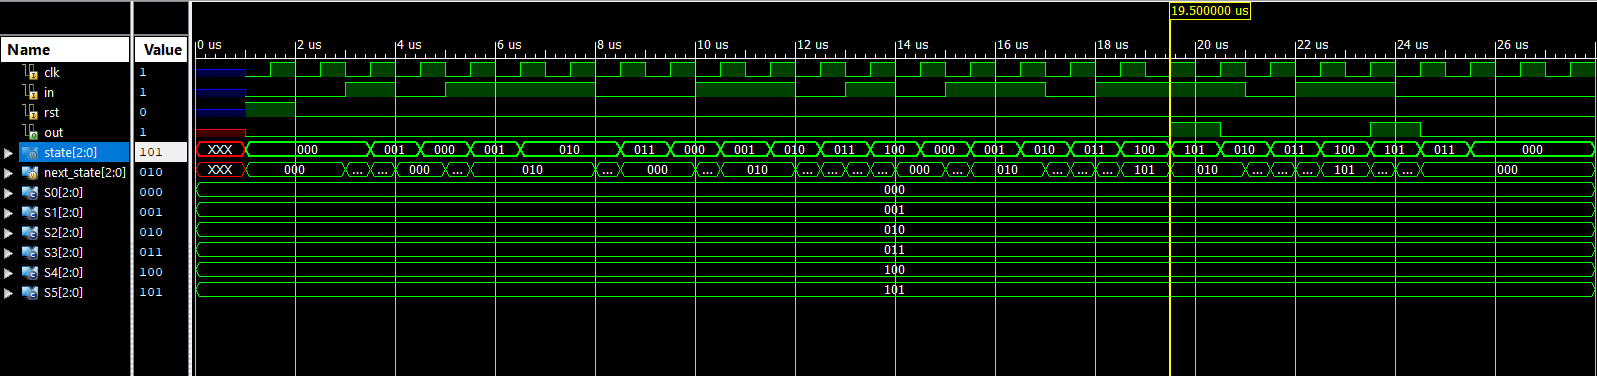 19.500000 us
Name Value 0 us 2 us 4 us 6 us 8 us 10 us 12 us 14 us 16 us 18 us 20 us 22 us 24 us 26 us
clk 1
in 1
rst 0
out 1
state[2:0] 101 XXX 000 001 000 001 010 011 000 001 010 011 100 000 001 010 011 100 101 010 011 100 101 011 000
next_state[2:0] 010 XXX 000 ... ... 000 ... 010 ... 000 ... 010 ... ... ... 000 ... 010 ... ... 101 010 ... ... 101 ... ... 000
S0[2:0] 000 000
S1[2:0] 001 001
S2[2:0] 010 010
S3[2:0] 011 011
S4[2:0] 100 100
S5[2:0] 101 101